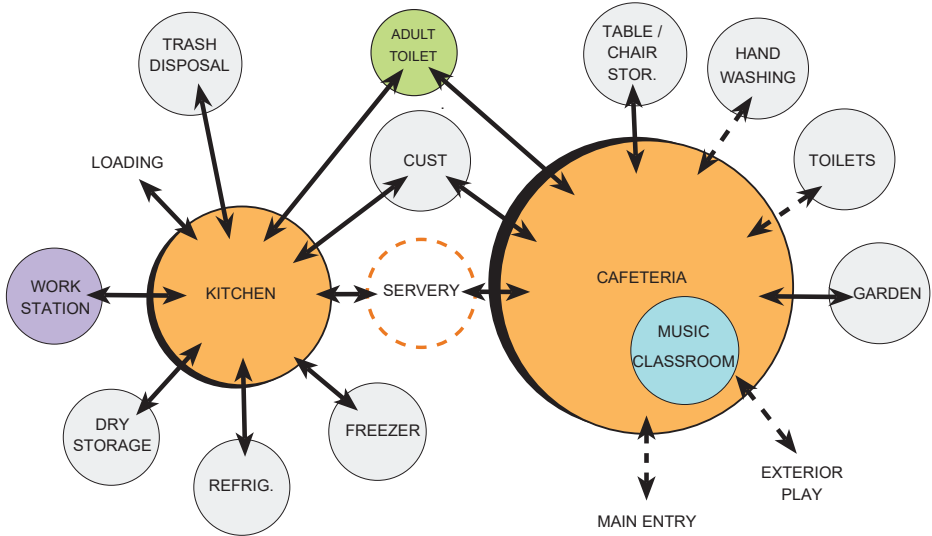 TRASH
DISPOSAL
ADULT
TOILET
TABLE /
CHAIR
STOR.
HAND
WASHING
LOADING
CUST
TOILETS
WORK
STATION
KITCHEN
SERVERY
CAFETERIA
GARDEN
MUSIC
CLASSROOM
DRY
STORAGE
REFRIG.
FREEZER
EXTERIOR
PLAY
MAIN ENTRY